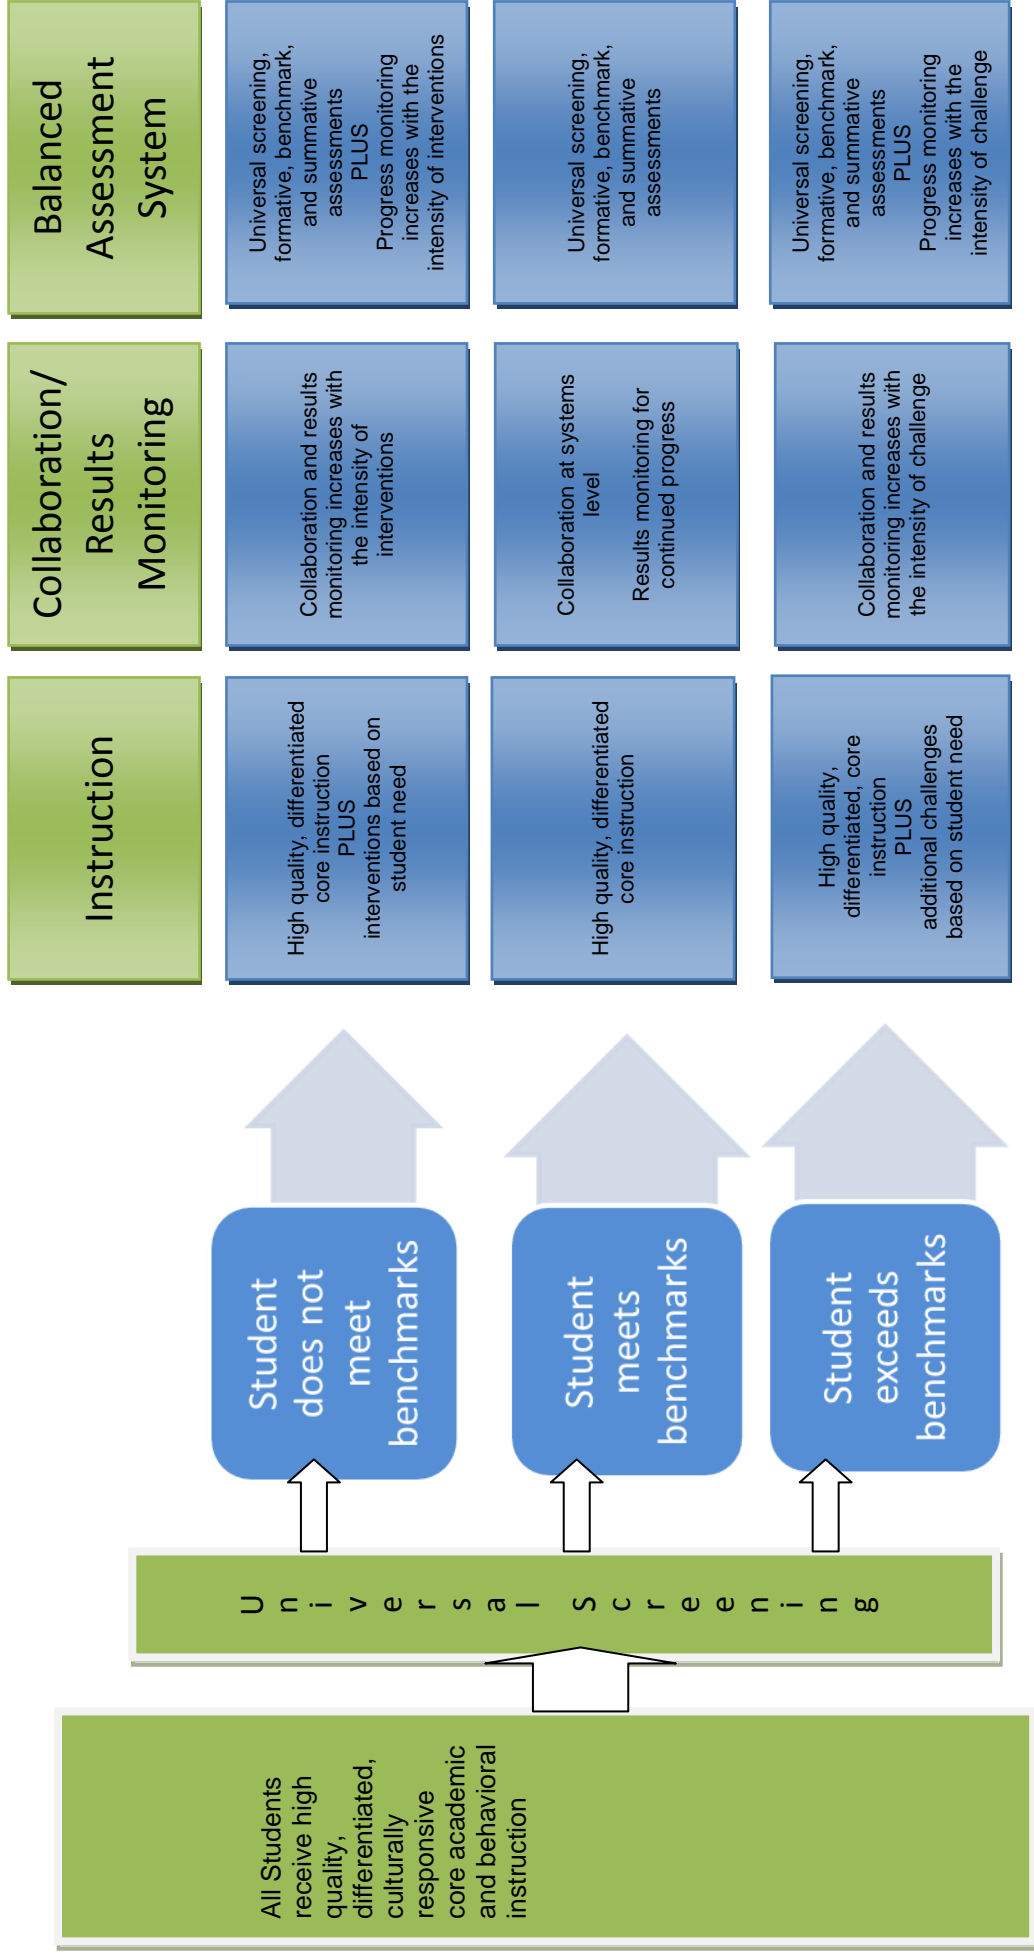 All Students
receive high
quality,
differentiated,
culturally
responsive
core academic
and behavioral
instruction
Universal Screening
Student
does not
meet
benchmarks
Student
meets
benchmarks
Student
exceeds
benchmarks
Instruction
Collaboration/
Results
Monitoring
Balanced
Assessment
System
High quality, differentiated
core instruction
PLUS
interventions based on
student need
Collaboration and results
monitoring increases with
the intensity of
interventions
Universal screening,
formative, benchmark,
and summative
assessments
PLUS
Progress monitoring
increases with the
intensity of interventions
High quality, differentiated
core instruction
Collaboration at systems
level
Results monitoring for
continued progress
Universal screening,
formative, benchmark,
and summative
assessments
High quality,
differentiated, core
instruction
PLUS
additional challenges
based on student need
Collaboration and results
monitoring increases with
the intensity of challenge
Universal screening,
formative, benchmark,
and summative
assessments
PLUS
Progress monitoring
increases with the
intensity of challenge